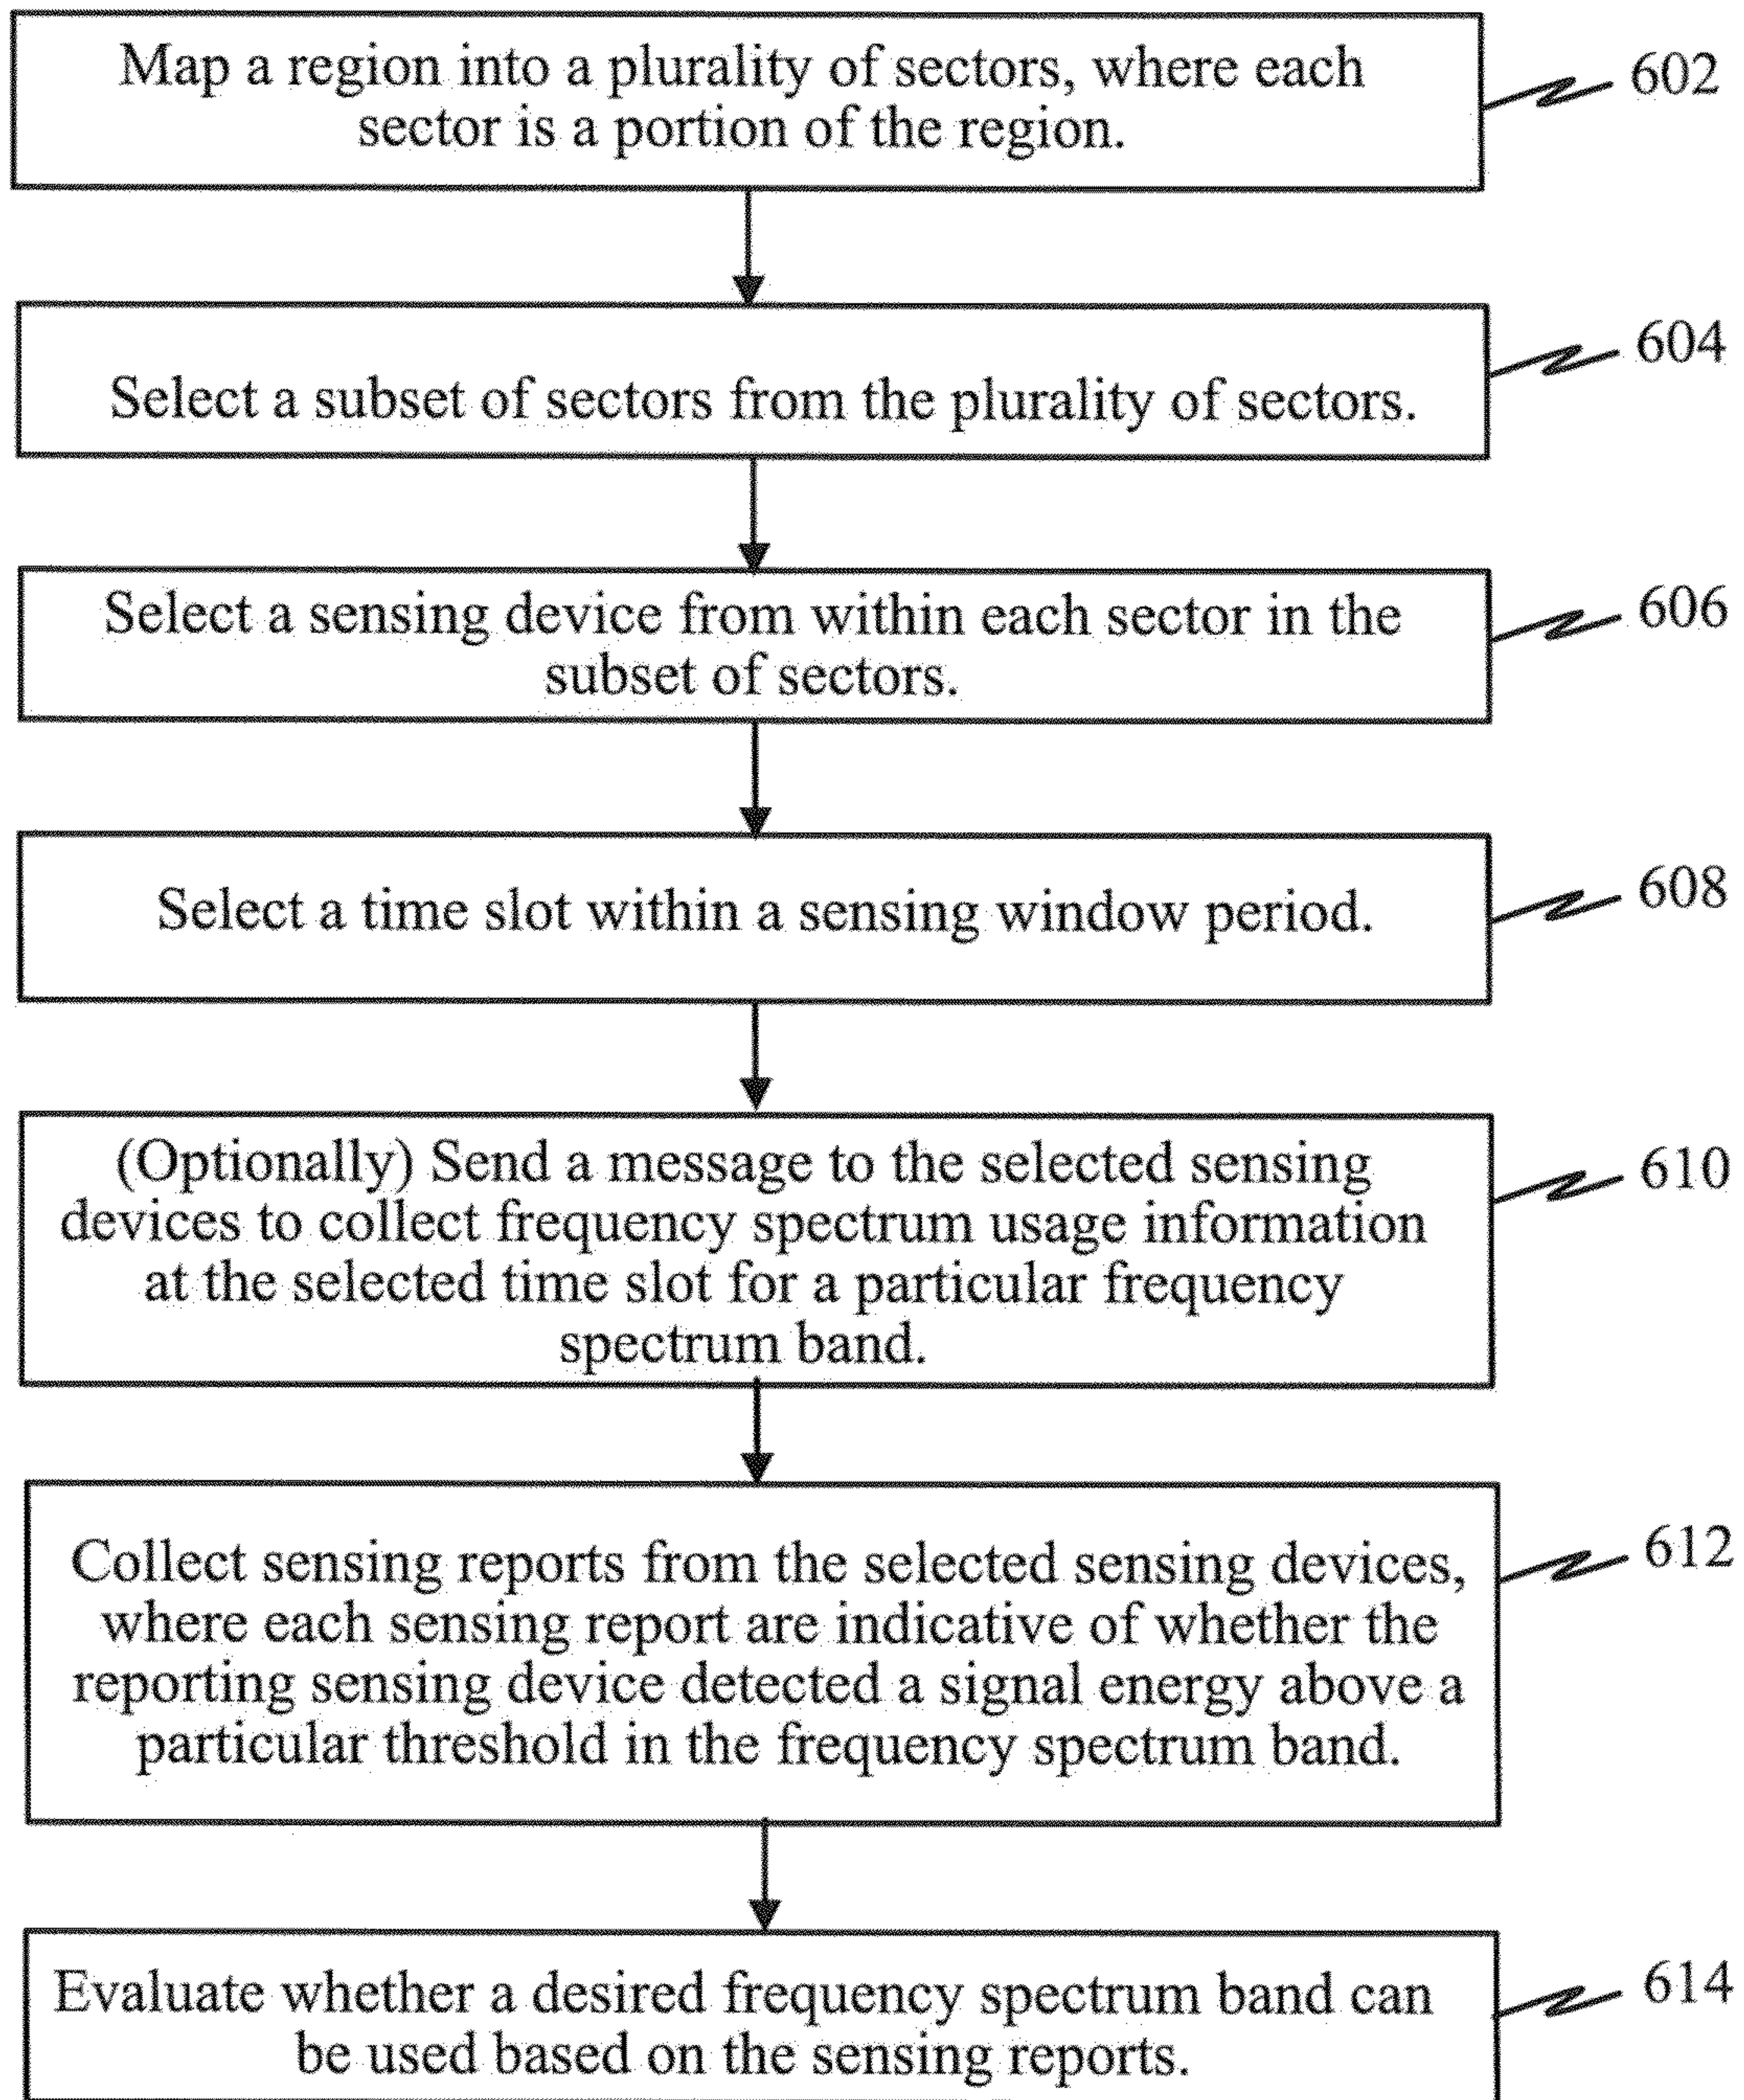 Map a region into a plurality of sectors, where each
sector is a portion of the region.
602
Select a subset of sectors from the plurality of sectors.
604
Select a sensing device from within each sector in the
subset of sectors.
606
Select a time slot within a sensing window period.
608
(Optionally) Send a message to the selected sensing
devices to collect frequency spectrum usage information
at the selected time slot for a particular frequency
spectrum band.
610
Collect sensing reports from the selected sensing devices,
where each sensing report are indicative of whether the
reporting sensing device detected a signal energy above a
particular threshold in the frequency spectrum band.
612
Evaluate whether a desired frequency spectrum band can
be used based on the sensing reports.
614